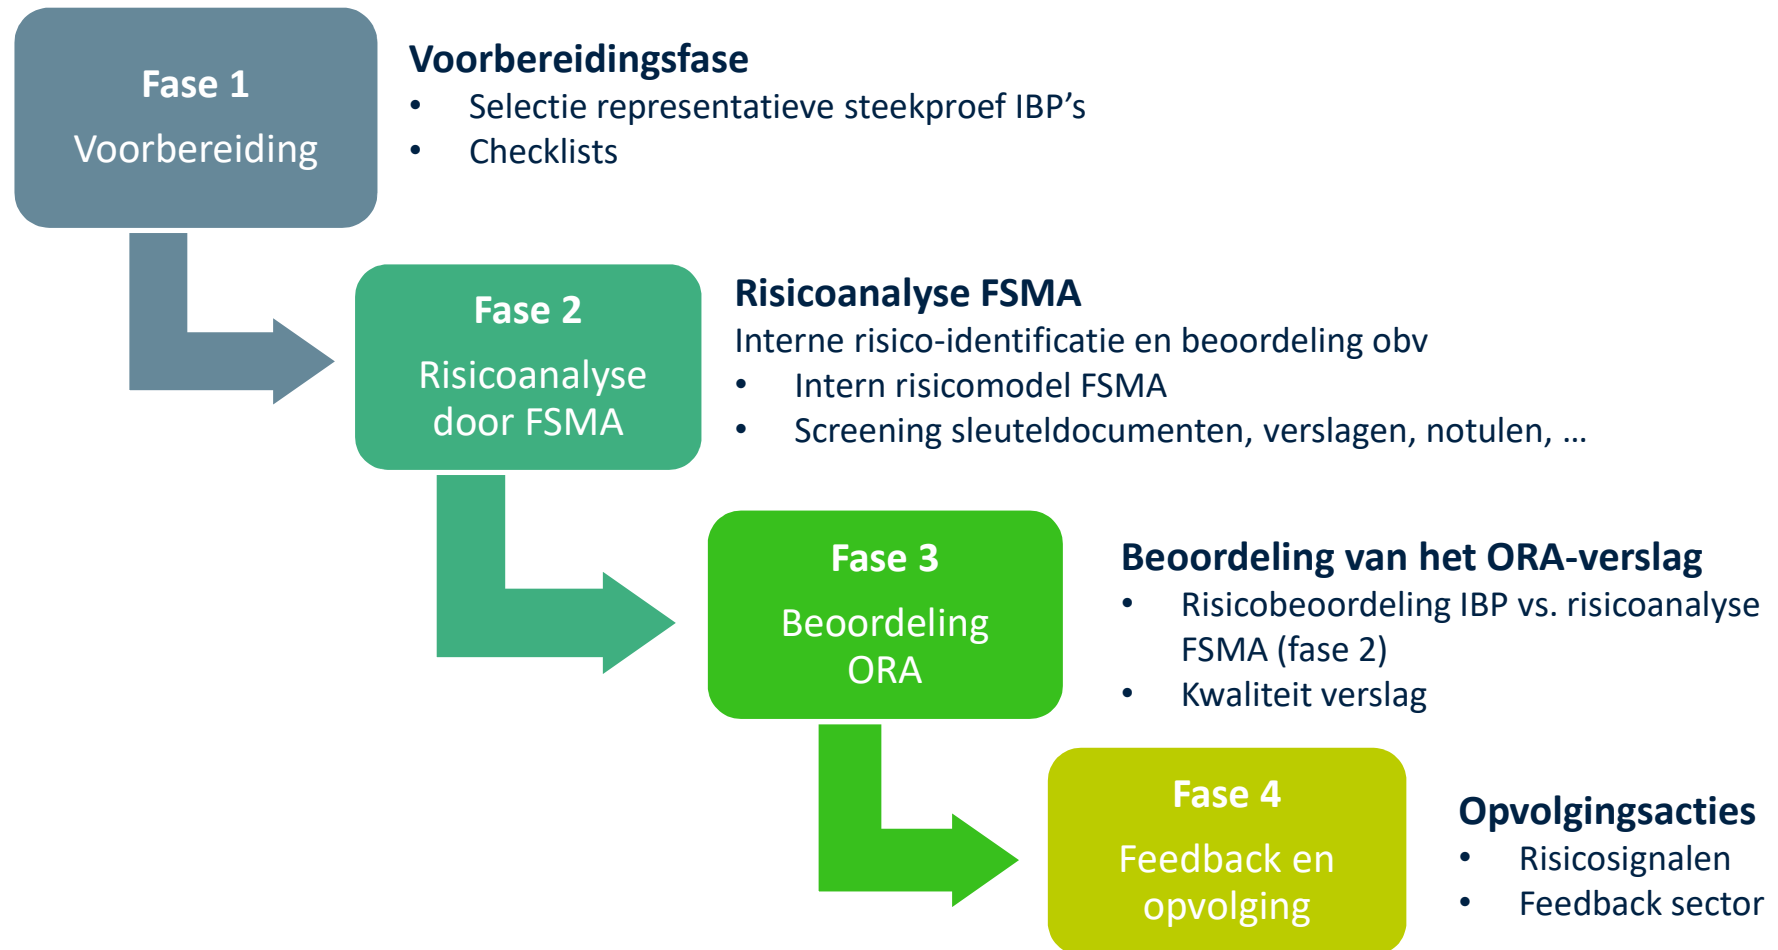 Fase 1
Voorbereiding
Voorbereidingsfase
• Selectie representatieve steekproef IBP's
• Checklists
Fase 2
Risicoanalyse
door FSMA
Risicoanalyse FSMA
Interne risico-identificatie en beoordeling obv
• Intern risicomodel FSMA
• Screening sleuteldocumenten, verslagen, notulen, …
Fase 3
Beoordeling
ORA
Beoordeling van het ORA-verslag
• Risicobeoordeling IBP vs. risicoanalyse
FSMA (fase 2)
• Kwaliteit verslag
Fase 4
Feedback en
opvolging
Opvolgingsacties
• Risicosignalen
• Feedback sector